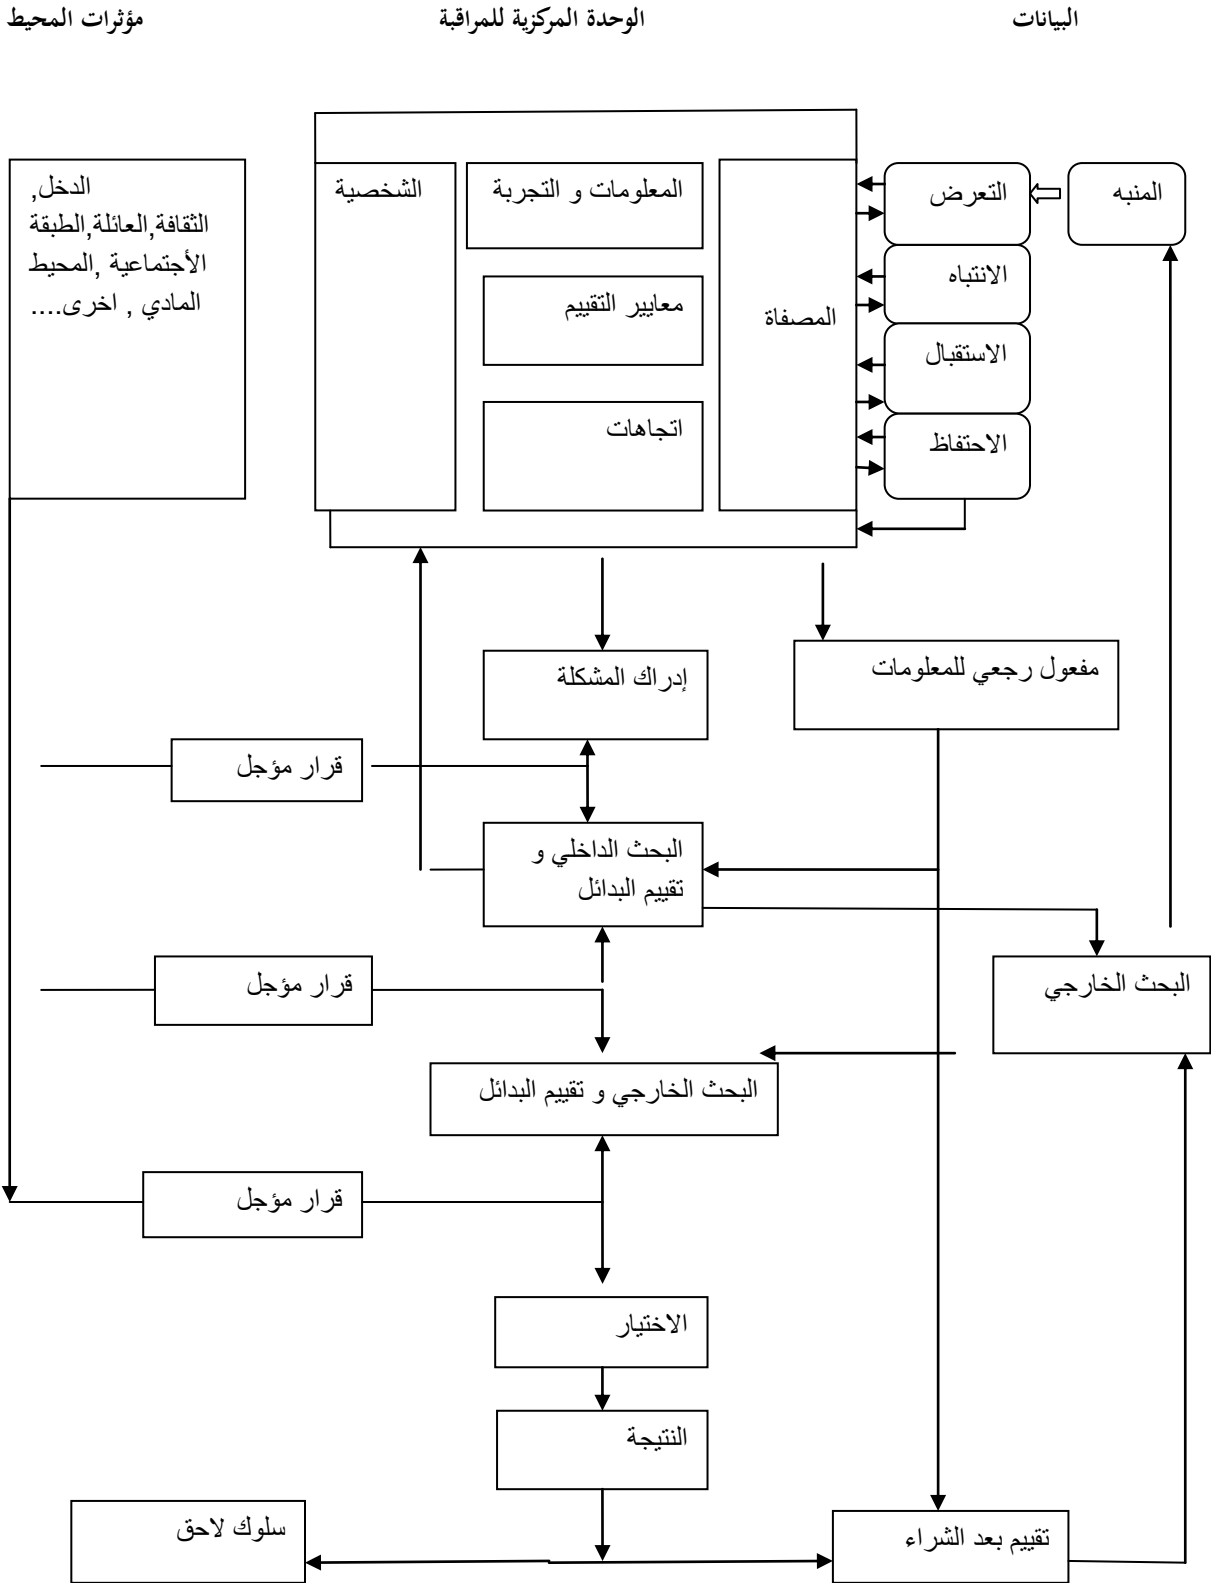 البيانات
الوحدة المركزية للمراقبة
مؤثرات المحيط
المنبه
التعرض
الانتباه
الاستقبال
الاحتفاظ
المصفاة
المعلومات و التجربة
معايير التقييم
اتجاهات
الشخصية
الدخل,
الثقافة,العائلة,الطبقة
الأجتماعية ,المحيط
المادي , اخرى....
مفعول رجعي للمعلومات
إدراك المشكلة
قرار مؤجل
البحث الداخلي و
تقييم البدائل
البحث الخارجي
قرار مؤجل
البحث الخارجي و تقييم البدائل
قرار مؤجل
الاختيار
النتيجة
تقييم بعد الشراء
سلوك لاحق